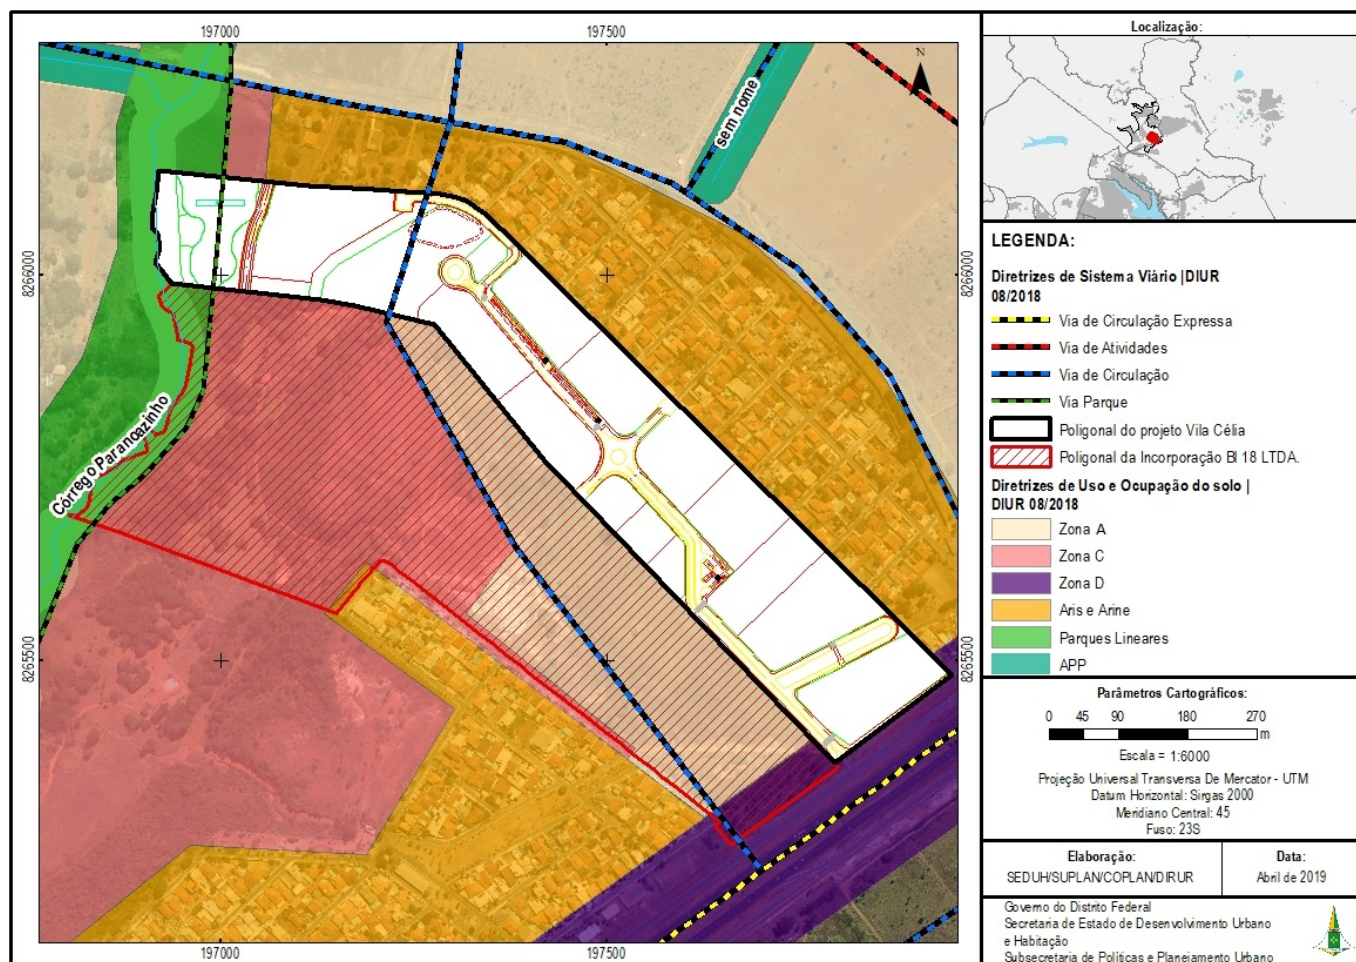 197000
197500
N
8266000
8266000
sem nome
Córrego Paranoazinho
8265500
8265500
197000
197500
Localização:
LEGENDA:
Diretrizes de Sistema Viário |DIUR
08/2018
Via de Circulação Expressa
Via de Atividades
Via de Circulação
Via Parque
Poligonal do projeto Vila Célia
Poligonal da Incorporação BI 18 LTDA.
Diretrizes de Uso e Ocupação do solo |
DIUR 08/2018
Zona A
Zona C
Zona D
Aris e Arine
Parques Lineares
APP
Parâmetros Cartográficos:
0 45 90 180 270
m
Escala = 1:6000
Projeção Universal Transversa De Mercator - UTM
Datum Horizontal: Sirgas 2000
Meridiano Central: 45
Fuso: 23S
Elaboração:
SEDUH/SUPLAN/COPLAN/DIRUR
Data:
Abril de 2019
Governo do Distrito Federal
Secretaria de Estado de Desenvolvimento Urbano
e Habitação
Subsecretaria de Políticas e Planejamento Urbano